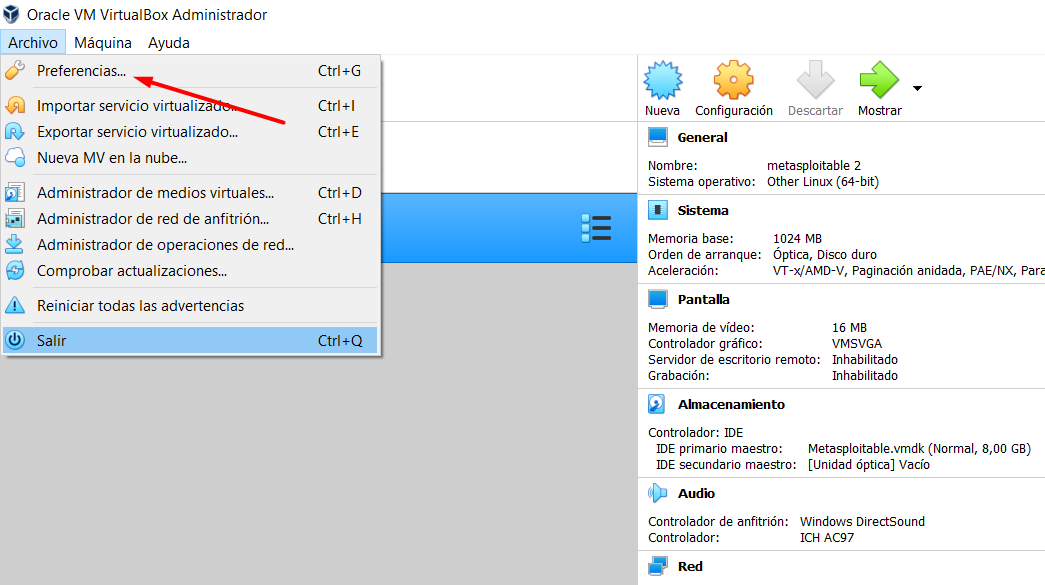 Oracle VM VirtualBox Administrador
Archivo Máquina Ayuda
Preferencias... Ctrl+G
Importar servicio virtualizado... Ctrl+I
Exportar servicio virtualizado... Ctrl+E
Nueva MV en la nube...
Administrador de medios virtuales... Ctrl+D
Administrador de red de anfitrión... Ctrl+H
Administrador de operaciones de red...
Comprobar actualizaciones...
Reiniciar todas las advertencias
Salir Ctrl+Q
Nueva Configuración Descartar Mostrar
General
Nombre: metasploitable 2
Sistema operativo: Other Linux (64-bit)
Sistema
Memoria base: 1024 MB
Orden de arranque: Óptica, Disco duro
Aceleración: VT-x/AMD-V, Paginación anidada, PAE/NX, Para
Pantalla
Memoria de vídeo: 16 MB
Controlador gráfico: VMSVGA
Servidor de escritorio remoto: Inhabilitado
Grabación: Inhabilitado
Almacenamiento
Controlador: IDE
IDE primario maestro: Metasploitable.vmdk (Normal, 8,00 GB)
IDE secundario maestro: [Unidad óptica] Vacío
Audio
Controlador de anfitrión: Windows DirectSound
Controlador: ICH AC97
Red